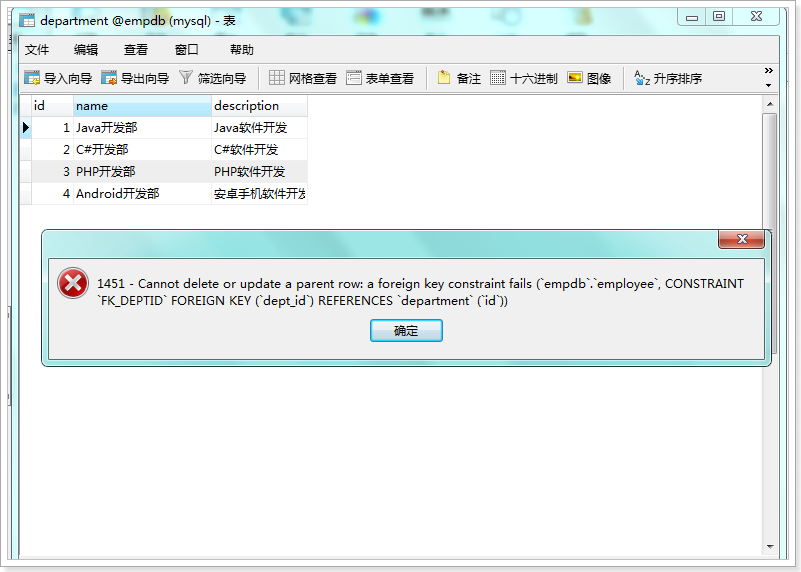 department @empdb (mysql) - 表
文件 编辑 查看 窗口 帮助
导入向导 导出向导 筛选向导 网格查看 表单查看 备注 十六进制 图像 升序排序
id name description
1 Java开发部 Java软件开发
2 C#开发部 C#软件开发
3 PHP开发部 PHP软件开发
4 Android开发部 安卓手机软件开发
1451 - Cannot delete or update a parent row: a foreign key constraint fails (`empdb`.`employee`, CONSTRAINT
`FK_DEPTID` FOREIGN KEY (`dept_id`) REFERENCES `department` (`id`))
确定